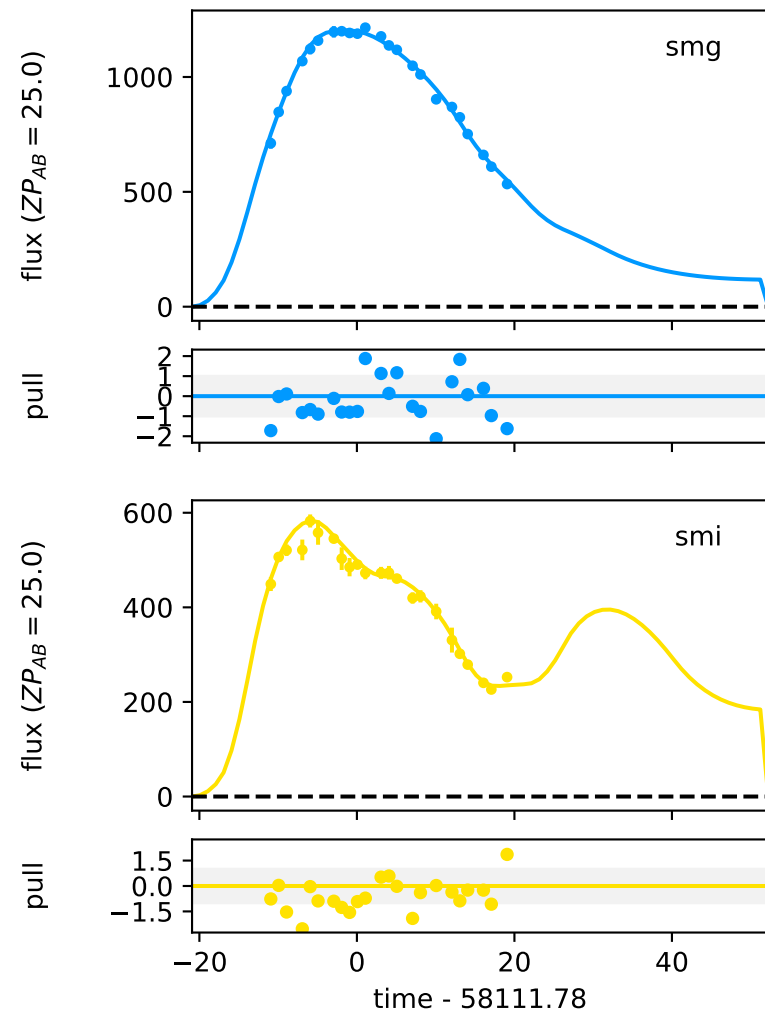 smg
flux (ZP_AB = 25.0)
1000
500
0
pull
2
1
0
−1
−2
smi
flux (ZP_AB = 25.0)
600
400
200
0
pull
1.5
0.0
−1.5
−20 0 20 40
time - 58111.78